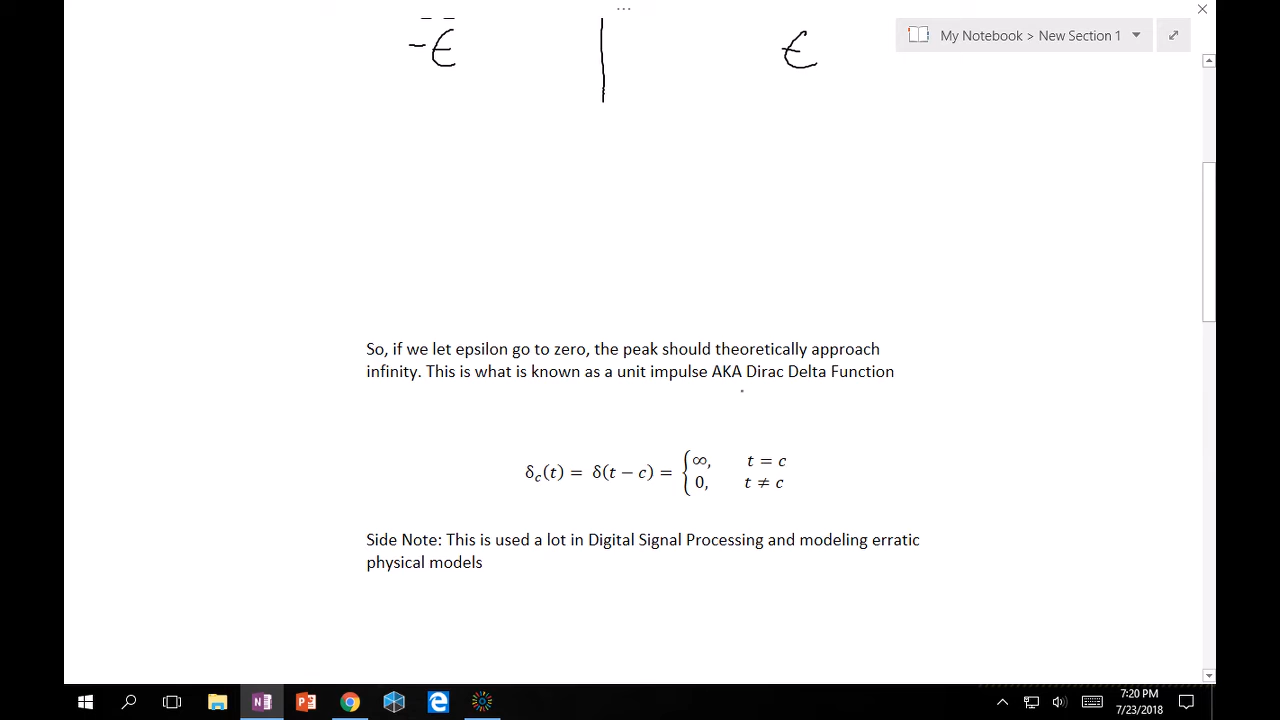 -ϵ ϵ
My Notebook > New Section 1
So, if we let epsilon go to zero, the peak should theoretically approach
infinity. This is what is known as a unit impulse AKA Dirac Delta Function
δ_c(t) = δ(t − c) = {∞, t = c
0, t ≠ c
Side Note: This is used a lot in Digital Signal Processing and modeling erratic
physical models
7:20 PM
7/23/2018